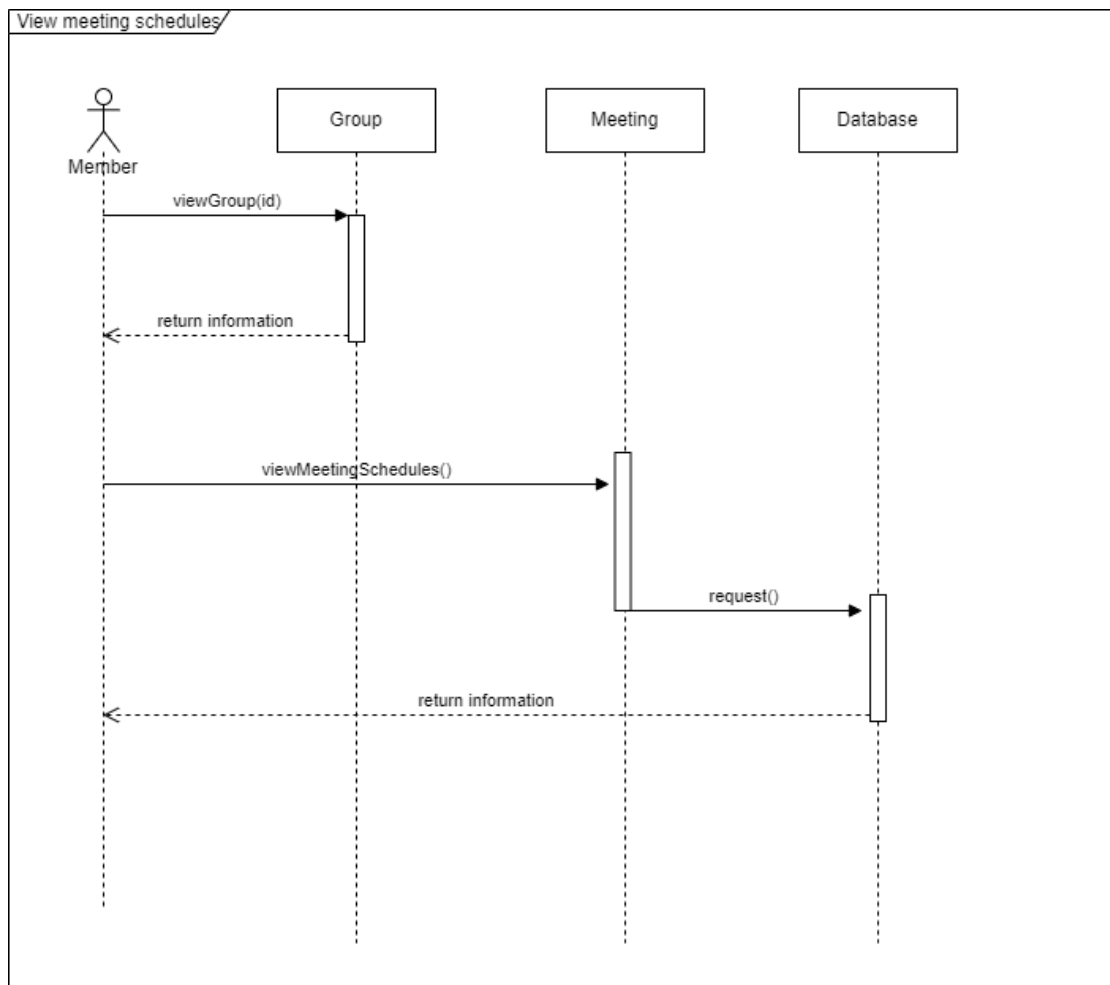 View meeting schedules
Group
Meeting
Database
Member
viewGroup(id)
return information
viewMeetingSchedules()
request()
return information